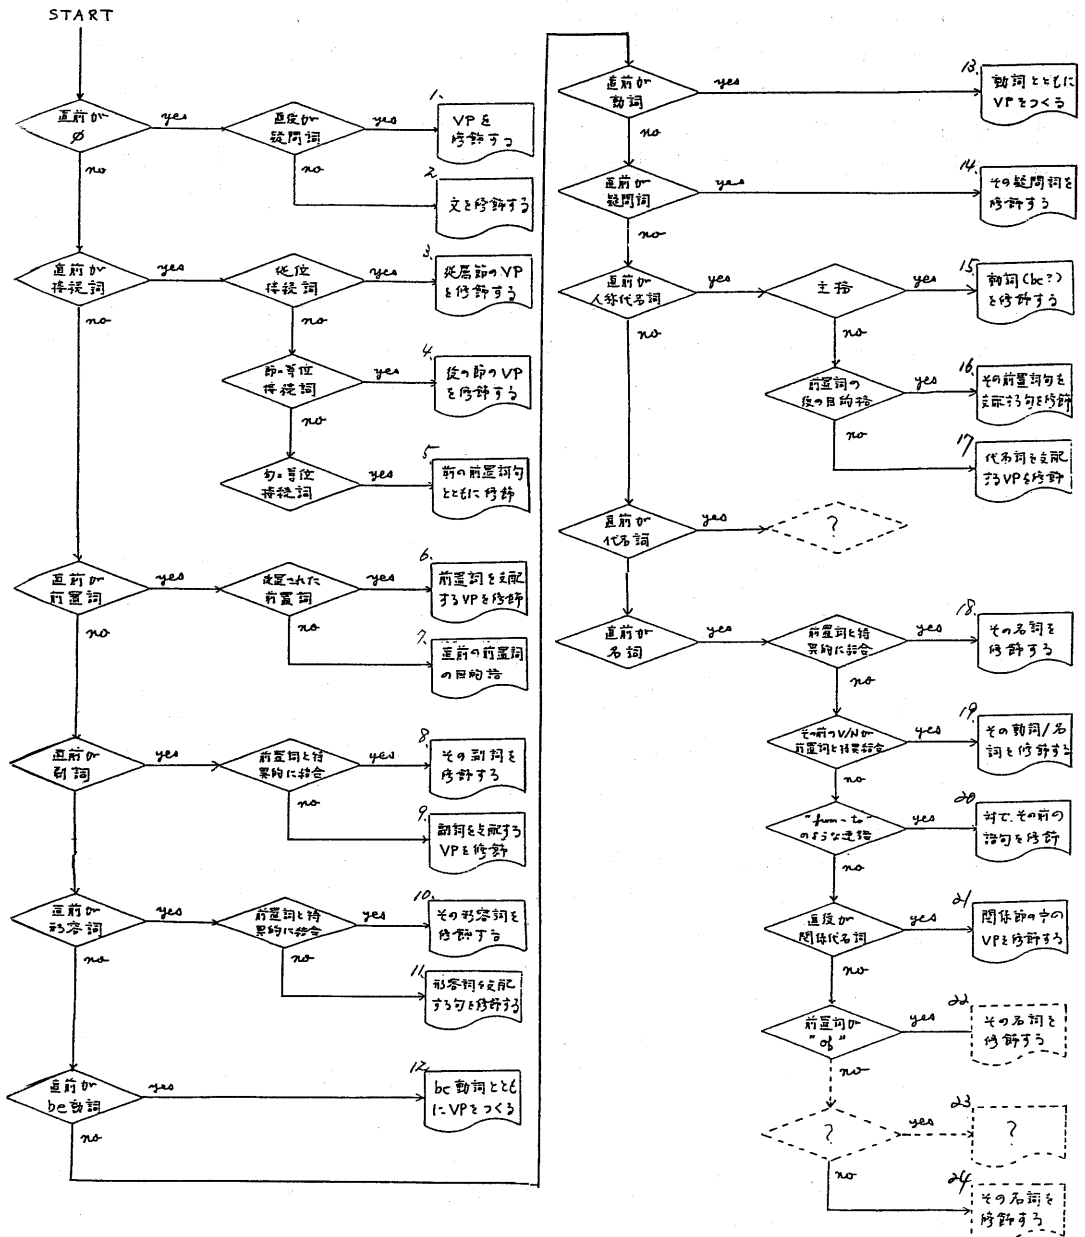 START
直前が
φ
yes
no
直後が
疑問詞
yes
no
1.
VPを
修飾する
2.
文を修飾する
直前が
接続詞
yes
no
従位
接続詞
yes
no
3.
従属節のVP
を修飾する
節=等位
接続詞
yes
no
4.
後の節のVP
を修飾する
句=等位
接続詞
yes
5.
前の前置詞句
とともに修飾
直前が
前置詞
yes
no
改置された
前置詞
yes
no
6.
前置詞を支配
するVPを修飾
7.
直前の前置詞
の目的語
直前が
副詞
yes
前置詞と特
異的に結合
yes
no
8.
その副詞を
修飾する
9.
副詞を支配する
VPを修飾
直前が
形容詞
yes
no
前置詞と特
異的に結合
yes
no
10.
その形容詞を
修飾する
11.
形容詞を支配
する句を修飾する
直前が
be動詞
yes
no
12.
be動詞ととも
にVPをつくる
直前が
動詞
yes
no
13.
動詞とともに
VPをつくる
直前が
疑問詞
yes
no
14.
その疑問詞を
修飾する
直前が
人称代名詞
yes
no
主格
yes
no
15.
動詞(be?)
を修飾する
前置詞の
後の目的格
yes
no
16.
その前置詞句を
支配する句を修飾
17
代名詞を支配
するVPを修飾
直前が
代名詞
yes
?
直前が
名詞
yes
前置詞と特
異的に結合
yes
no
18.
その名詞を
修飾する
その前のV/Nが
前置詞と特異結合
yes
no
19.
その動詞/名
詞を修飾する
"from~to"
のような連語
yes
no
20
対で、その前の
語句を修飾
直後が
関係代名詞
yes
no
21
関係節の中の
VPを修飾する
前置詞が
"of"
yes
no
22
その名詞を
修飾する
?
yes
no
23
?
24
その名詞を
修飾する